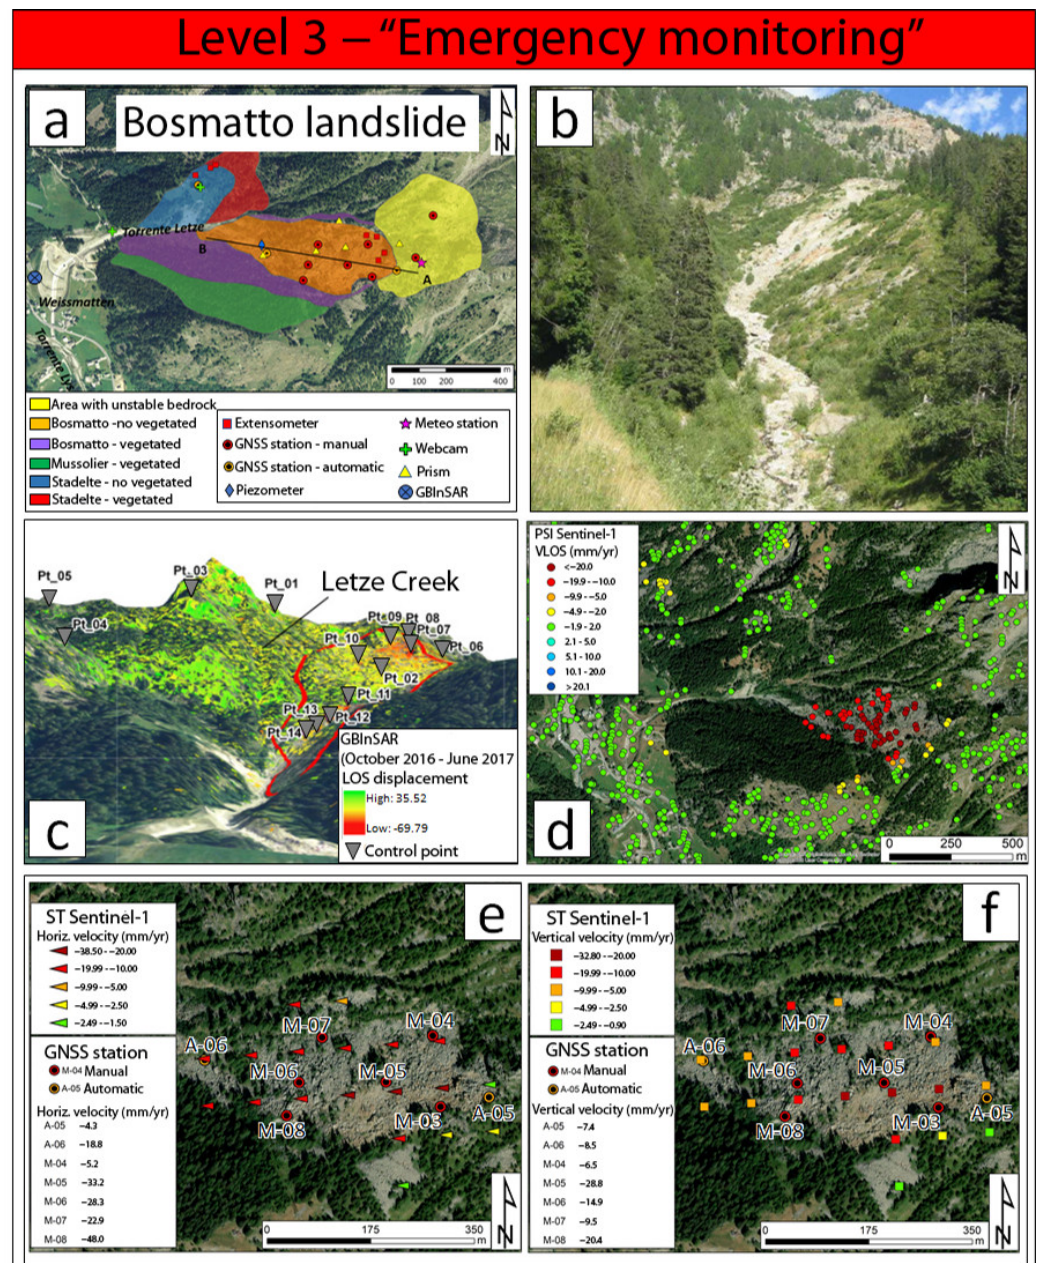 Level 3 – “Emergency monitoring”
a
Bosmatto landslide
N
Torrente Letze
B
A
Weissmatten
Torrente Lys
0 100 200 400 m
Area with unstable bedrock
Bosmatto -no vegetated
Bosmatto - vegetated
Mussolier - vegetated
Stadelte - no vegetated
Stadelte - vegetated
Extensometer
GNSS station - manual
GNSS station - automatic
Piezometer
Meteo station
Webcam
Prism
GBInSAR
b
Pt_05
Pt_03
Pt_01
Letze Creek
Pt_04
Pt_09
Pt_08
Pt_07
Pt_10
Pt_06
Pt_02
Pt_11
Pt_13
Pt_12
Pt_14
GBInSAR
(October 2016 - June 2017
LOS displacement
High: 35.52
Low: -69.79
Control point
c
PSI Sentinel-1
VLOS (mm/yr)
<-20.0
-19.9 - -10.0
-9.9 - -5.0
-4.9 - -2.0
-1.9 - 2.0
2.1 - 5.0
5.1 - 10.0
10.1 - 20.0
> 20.1
N
d
0 250 500
m
e
ST Sentinel-1
Horiz. velocity (mm/yr)
-38.50 - -20.00
-19.99 - -10.00
-9.99 - -5.00
-4.99 - -2.50
-2.49 - -1.50
GNSS station
M-04 Manual
A-05 Automatic
Horiz. velocity (mm/yr)
A-05 -4.3
A-06 -18.8
M-04 -5.2
M-05 -33.2
M-06 -28.3
M-07 -22.9
M-08 -48.0
M-07
M-04
A-06
M-06
M-05
M-03
A-05
M-08
N
0 175 350
m
f
ST Sentinel-1
Vertical velocity (mm/yr)
-32.80 - -20.00
-19.99 - -10.00
-9.99 - -5.00
-4.99 - -2.50
-2.49 - -0.90
GNSS station
M-04 Manual
A-05 Automatic
Vertical velocity (mm/yr)
A-05 -7.4
A-06 -8.5
M-04 -6.5
M-05 -28.8
M-06 -14.9
M-07 -9.5
M-08 -20.4
M-07
M-04
A-06
M-06
M-05
M-03
A-05
M-08
N
0 175 350
m